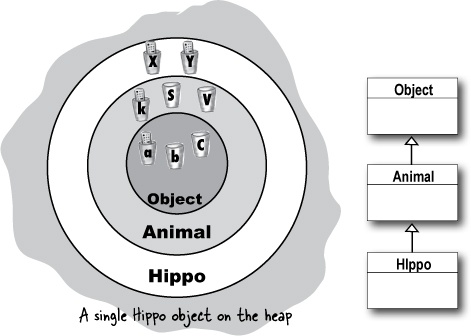 X Y
k S V
a b C
Object
Animal
Hippo
A single Hippo object on the heap
Object
Animal
HIppo